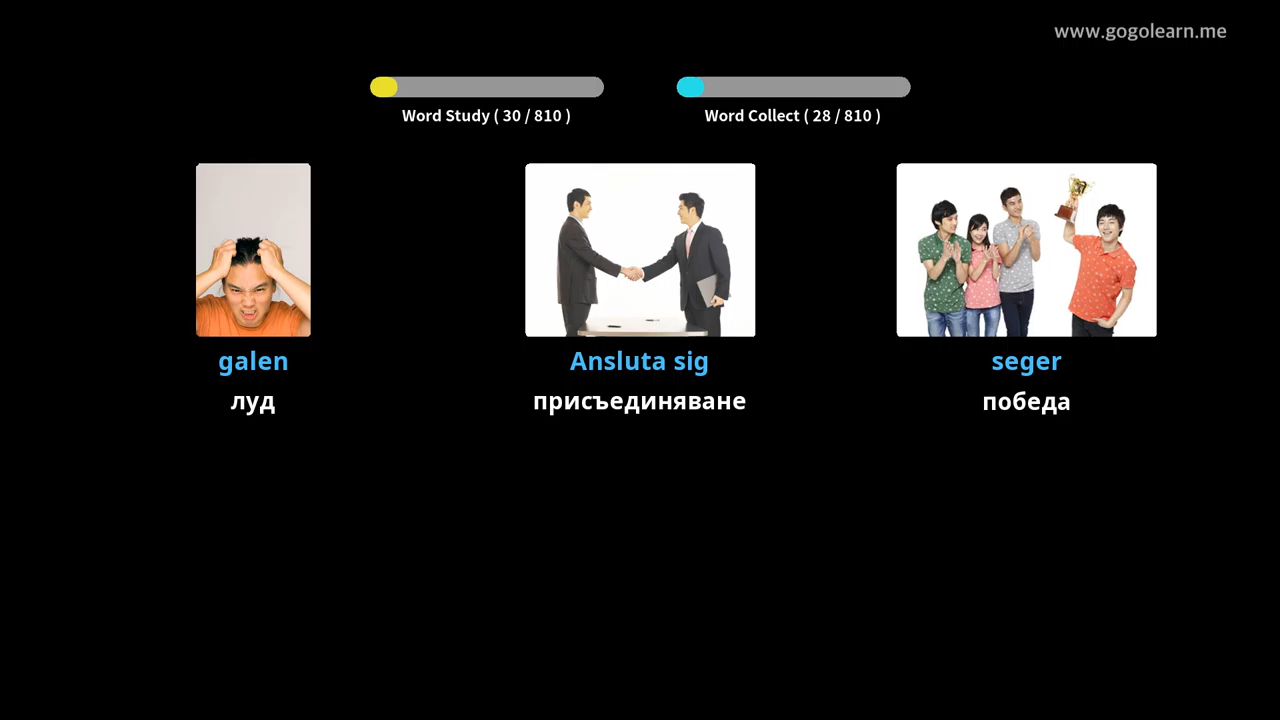 www.gogolearn.me
Word Study ( 30 / 810 )
Word Collect ( 28 / 810 )
galen
Ansluta sig
seger
луд
присъединяване
победа